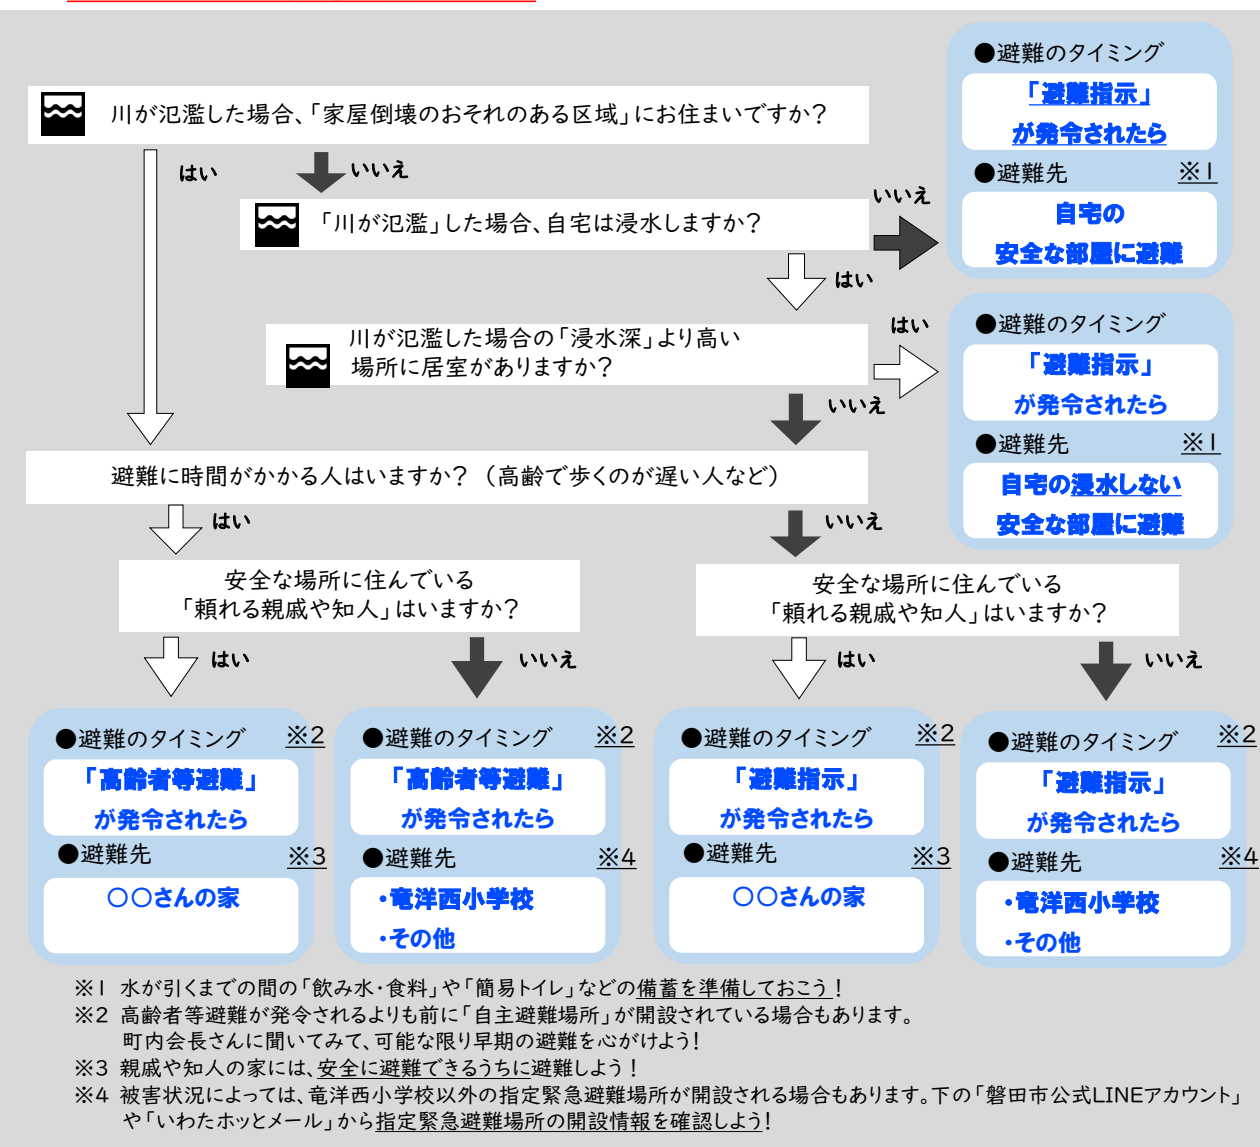 川が氾濫した場合、「家屋倒壊のおそれのある区域」にお住まいですか？
はい
いいえ
「川が氾濫」した場合、自宅は浸水しますか？
いいえ
はい
川が氾濫した場合の「浸水深」より高い
場所に居室がありますか？
はい
いいえ
避難に時間がかかる人はいますか？（高齢で歩くのが遅い人など）
はい
いいえ
安全な場所に住んでいる
「頼れる親戚や知人」はいますか？
はい
いいえ
安全な場所に住んでいる
「頼れる親戚や知人」はいますか？
はい
いいえ
●避難のタイミング
「避難指示」
が発令されたら
●避難先 ※1
自宅の
安全な部屋に避難
●避難のタイミング
「避難指示」
が発令されたら
●避難先 ※1
自宅の浸水しない
安全な部屋に避難
●避難のタイミング ※2
「高齢者等避難」
が発令されたら
●避難先 ※3
○○さんの家
●避難のタイミング ※2
「高齢者等避難」
が発令されたら
●避難先 ※4
・竜洋西小学校
・その他
●避難のタイミング ※2
「避難指示」
が発令されたら
●避難先 ※3
○○さんの家
●避難のタイミング ※2
「避難指示」
が発令されたら
●避難先 ※4
・竜洋西小学校
・その他
※1 水が引くまでの間の「飲み水・食料」や「簡易トイレ」などの備蓄を準備しておこう！
※2 高齢者等避難が発令されるよりも前に「自主避難場所」が開設されている場合もあります。
町内会長さんに聞いてみて、可能な限り早期の避難を心がけよう！
※3 親戚や知人の家には、安全に避難できるうちに避難しよう！
※4 被害状況によっては、竜洋西小学校以外の指定緊急避難場所が開設される場合もあります。下の「磐田市公式LINEアカウント」
や「いわたホッとメール」から指定緊急避難場所の開設情報を確認しよう！